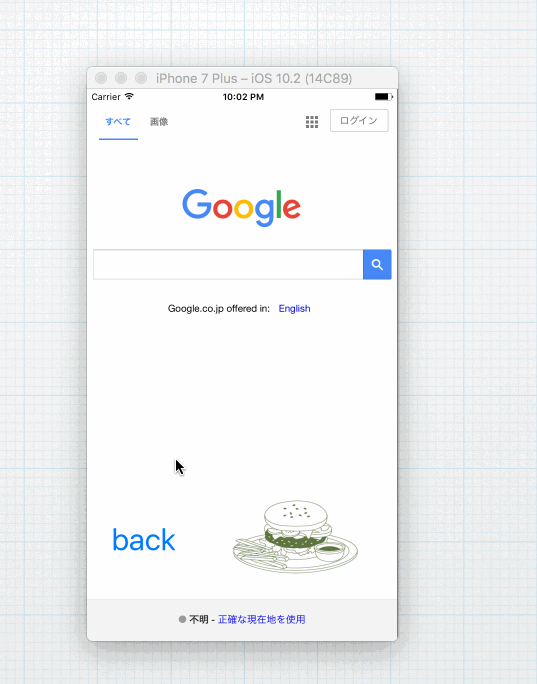 iPhone 7 Plus – iOS 10.2 (14C89)
Carrier 10:02 PM
すべて 画像 ログイン
Google
Google.co.jp offered in: English
back
不明 - 正確な現在地を使用